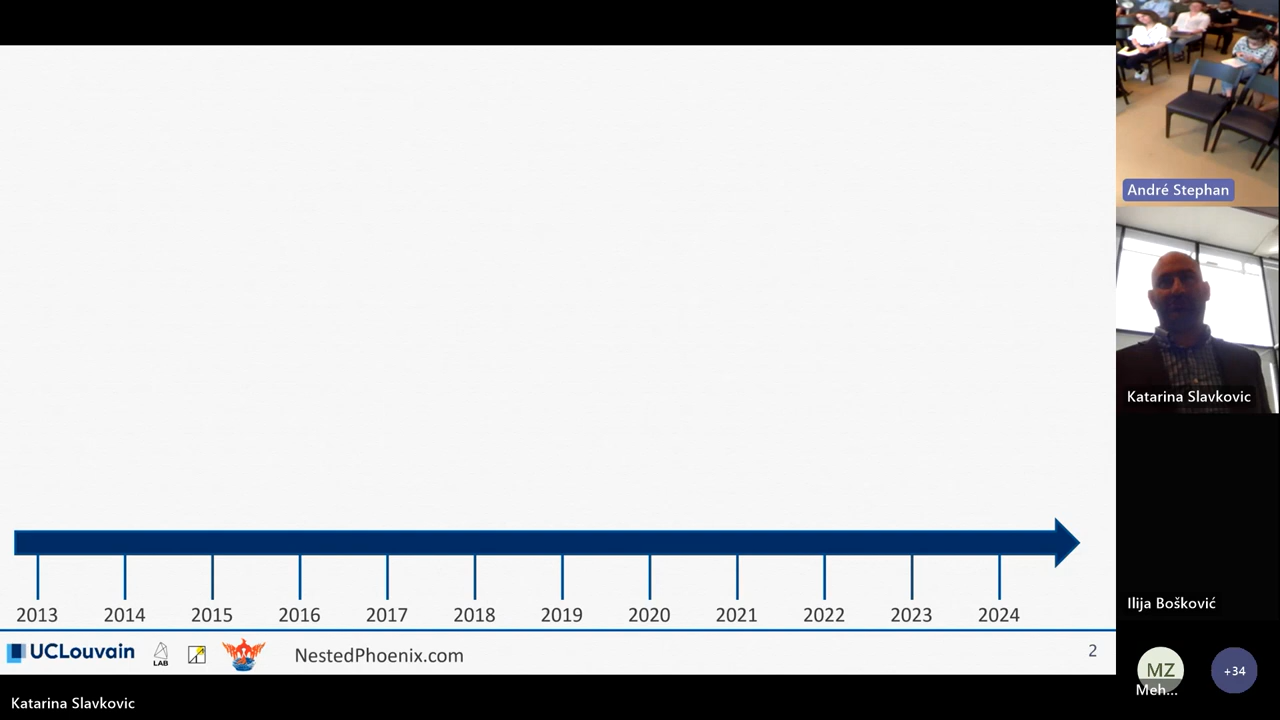 André Stephan
Katarina Slavkovic
Ilija Bošković
MZ
Meh...
+34
2013 2014 2015 2016 2017 2018 2019 2020 2021 2022 2023 2024
UCLouvain
LAB
NestedPhoenix.com
2
Katarina Slavkovic